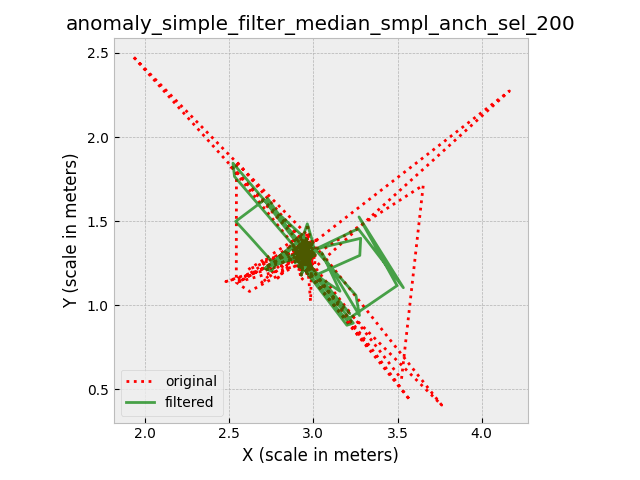 anomaly_simple_filter_median_smpl_anch_sel_200
2.5
2.0
1.5
1.0
0.5
Y (scale in meters)
original
filtered
2.0 2.5 3.0 3.5 4.0
X (scale in meters)